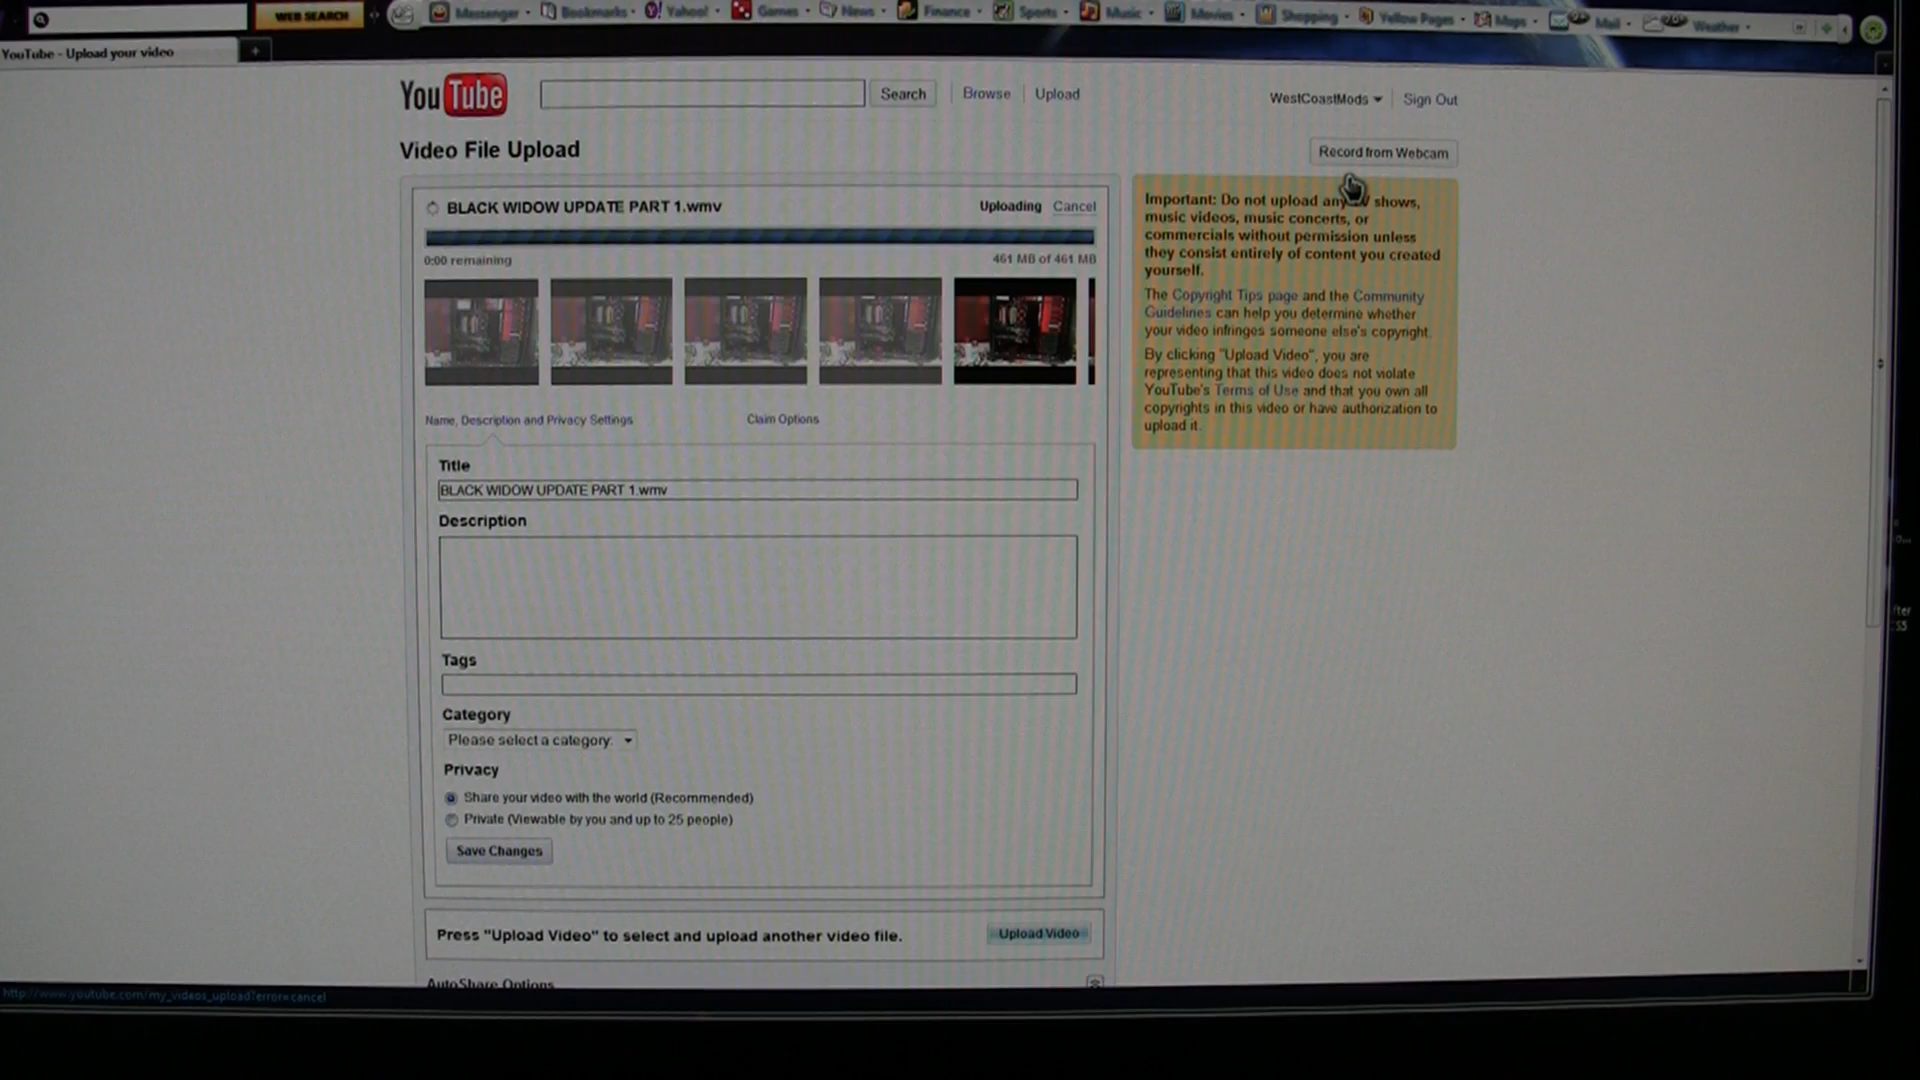 WEB SEARCH
Messenger
Bookmarks
Yahoo!
Games
News
Finance
Sports
Music
Movies
Shopping
Yellow Pages
Maps
Mail
Weather
YouTube - Upload your video
YouTube
Search
Browse
Upload
WestCoastMods
Sign Out
Video File Upload
Record from Webcam
BLACK WIDOW UPDATE PART 1.wmv
Uploading
Cancel
0:00 remaining
461 MB of 461 MB
Important: Do not upload any shows,
music videos, music concerts, or
commercials without permission unless
they consist entirely of content you created
yourself.
The Copyright Tips page and the Community
Guidelines can help you determine whether
your video infringes someone else's copyright.
By clicking "Upload Video", you are
representing that this video does not violate
YouTube's Terms of Use and that you own all
copyrights in this video or have authorization to
upload it.
Name, Description and Privacy Settings
Claim Options
Title
BLACK WIDOW UPDATE PART 1.wmv
Description
Tags
Category
Please select a category:
Privacy
Share your video with the world (Recommended)
Private (Viewable by you and up to 25 people)
Save Changes
Press "Upload Video" to select and upload another video file.
Upload Video
AutoShare Options
http://www.youtube.com/my_videos_upload?error=cancel